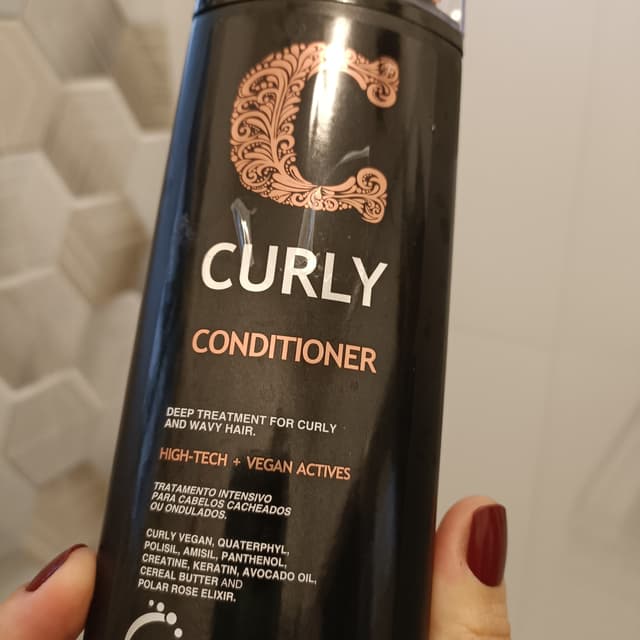 C
CURLY
CONDITIONER
DEEP TREATMENT FOR CURLY
AND WAVY HAIR.
HIGH-TECH + VEGAN ACTIVES
TRATAMENTO INTENSIVO
PARA CABELOS CACHEADOS
OU ONDULADOS.
CURLY VEGAN, QUATERPHYL,
POLISIL, AMISIL, PANTHENOL,
CREATINE, KERATIN, AVOCADO OIL,
CEREAL BUTTER AND
POLAR ROSE ELIXIR.